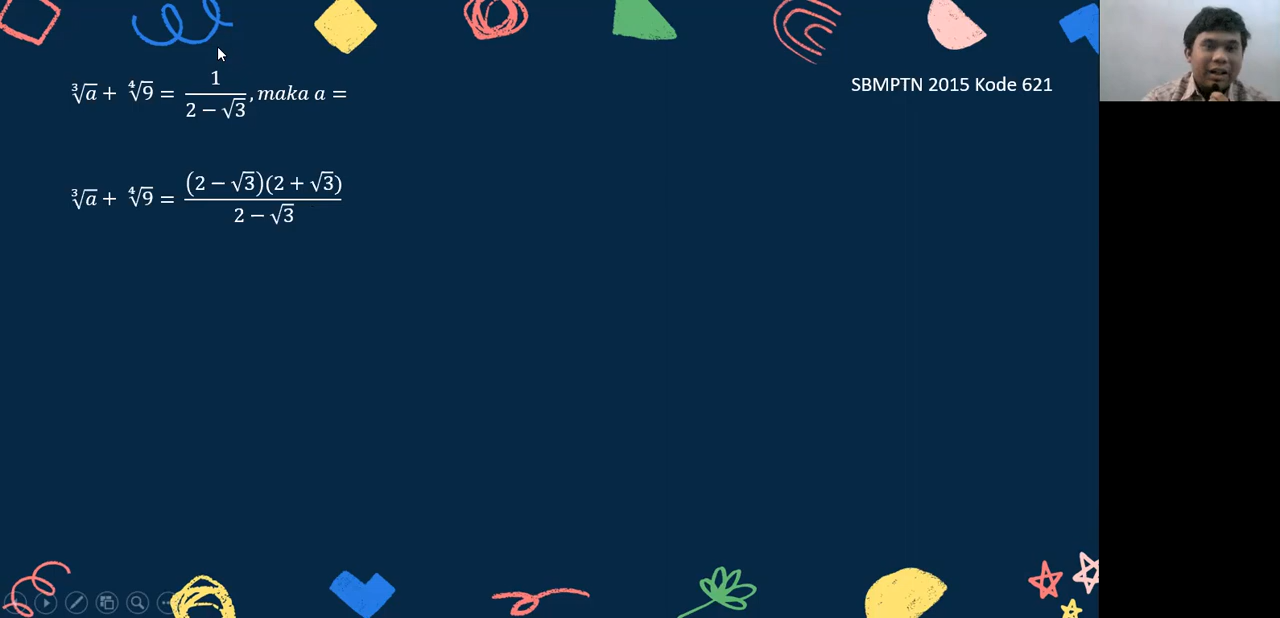 ∛a + ∜9 = 1/(2 − √3), maka a =
SBMPTN 2015 Kode 621
∛a + ∜9 = (2 − √3)(2 + √3)/(2 − √3)